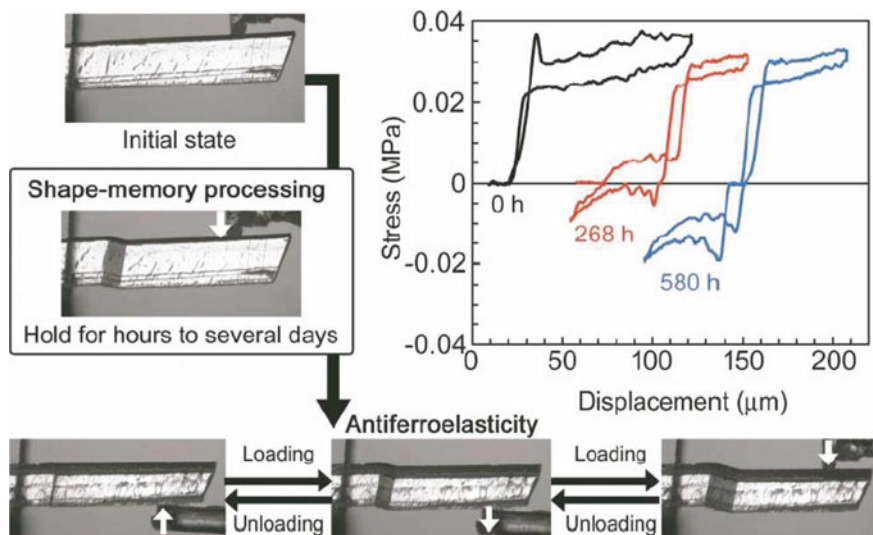 Initial state
Shape-memory processing
Hold for hours to several days
Stress (MPa)
0.04
0.02
0
-0.02
-0.04
0 h
268 h
580 h
0
50
100
150
200
Displacement (μm)
Antiferroelasticity
Loading
Unloading
Loading
Unloading